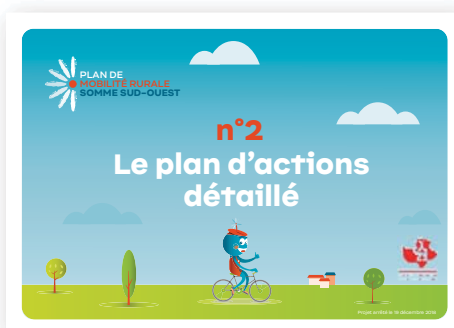 PLAN DE
MOBILITÉ RURALE
SOMME SUD-OUEST
n°2
Le plan d'actions
détaillé